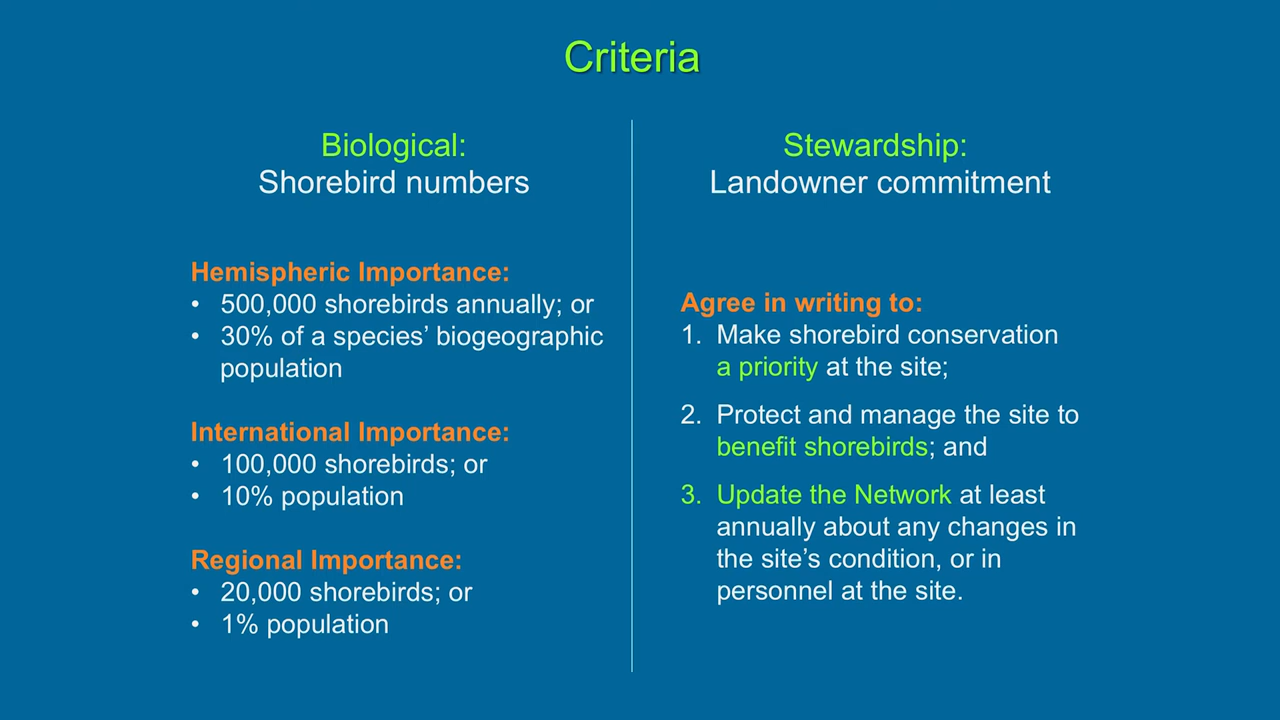 Criteria
Biological:
Shorebird numbers
Hemispheric Importance:
• 500,000 shorebirds annually; or
• 30% of a species’ biogeographic
population
International Importance:
• 100,000 shorebirds; or
• 10% population
Regional Importance:
• 20,000 shorebirds; or
• 1% population
Stewardship:
Landowner commitment
Agree in writing to:
1. Make shorebird conservation
a priority at the site;
2. Protect and manage the site to
benefit shorebirds; and
3. Update the Network at least
annually about any changes in
the site’s condition, or in
personnel at the site.